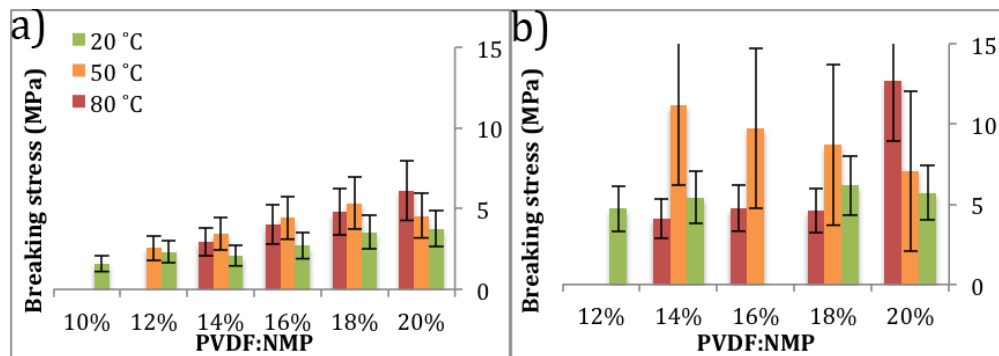 a)
20 °C
50 °C
80 °C
Breaking stress (MPa)
15
10
5
0
10% 12% 14% 16% 18% 20%
PVDF:NMP
b)
Breaking stress (MPa)
15
10
5
0
12% 14% 16% 18% 20%
PVDF:NMP